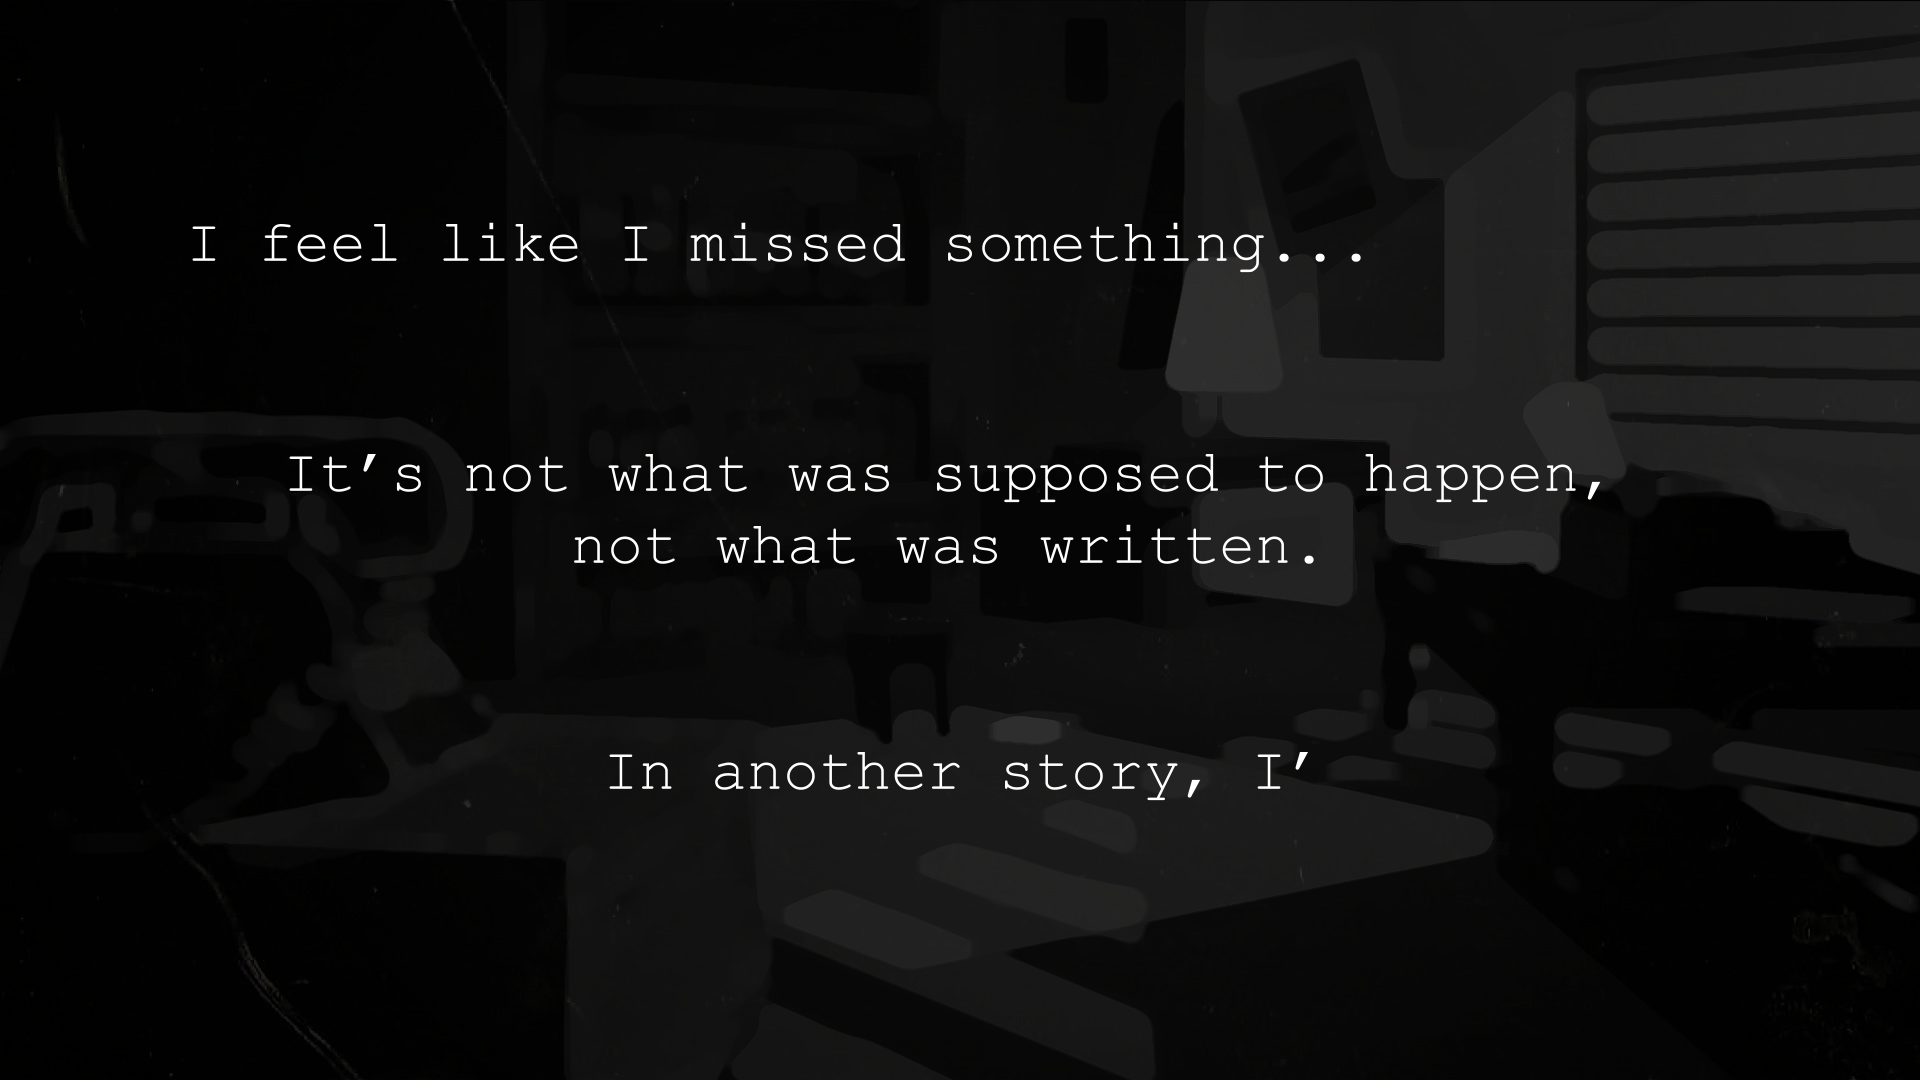 I feel like I missed something...
It’s not what was supposed to happen,
not what was written.
In another story, I’